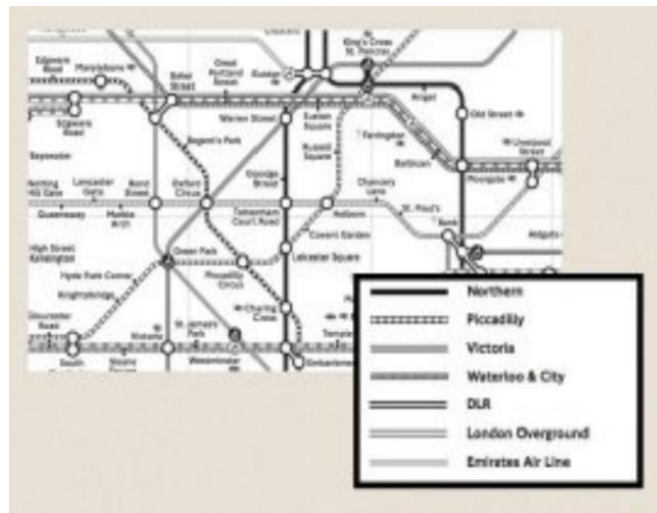 King's Cross
St. Pancras
Edgware
Road
Marylebone
Baker
Street
Great
Portland
Street
Euston
Angel
Old Street
Edgware
Road
Warren Street
Euston
Square
Farringdon
Liverpool
Street
Regent's Park
Russell
Square
Barbican
Bayswater
Moorgate
Notting
Hill Gate
Lancaster
Gate
Bond
Street
Oxford
Circus
Goodge
Street
Chancery
Lane
Queensway
Marble
Arch
Tottenham
Court Road
Holborn
St. Paul's
Bank
Covent Garden
High Street
Kensington
Green Park
Leicester Square
Aldgate
Hyde Park Corner
Piccadilly
Circus
Knightsbridge
Gloucester
Road
Charing
Cross
Victoria
St. James's
Park
Temple
South
Sloane
Westminster
Embankment
Northern
Piccadilly
Victoria
Waterloo & City
DLR
London Overground
Emirates Air Line